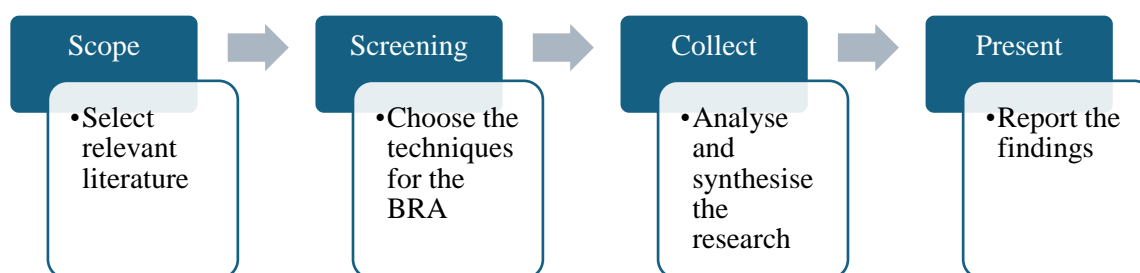 Scope
•Select
relevant
literature
Screening
•Choose the
techniques
for the
BRA
Collect
•Analyse
and
synthesise
the
research
Present
•Report the
findings